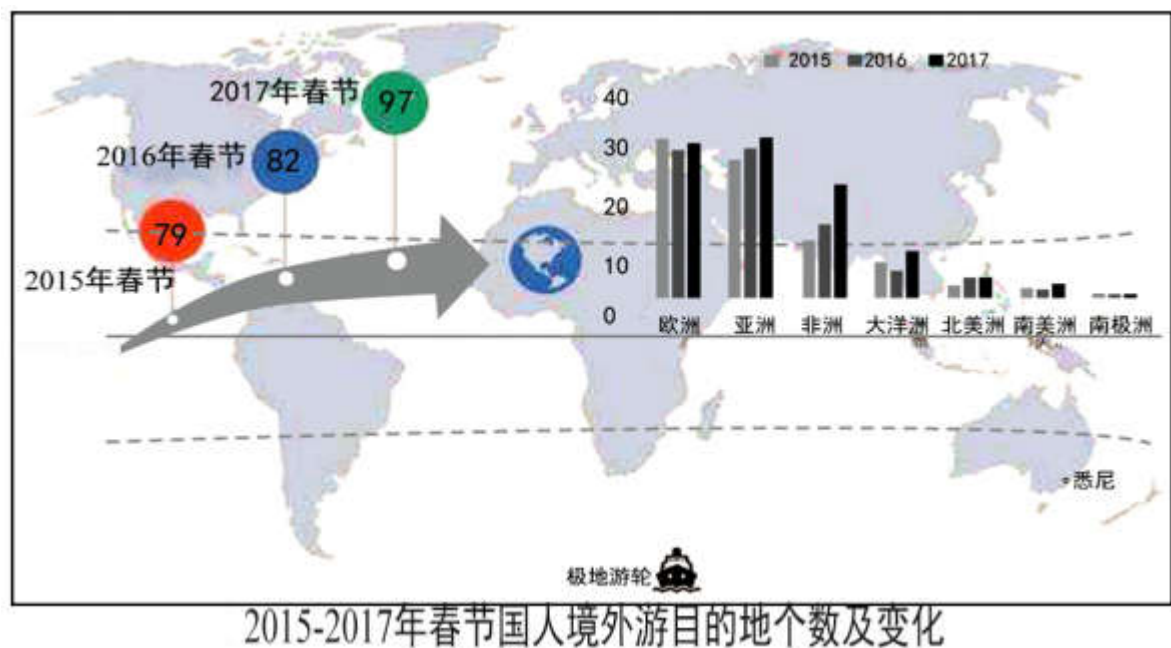 2015 2016 2017
2017年春节 97
40
2016年春节 82
30
79
20
2015年春节
10
0
欧洲 亚洲 非洲 大洋洲 北美洲 南美洲 南极洲
悉尼
极地游轮
2015-2017年春节国人境外游目的地个数及变化